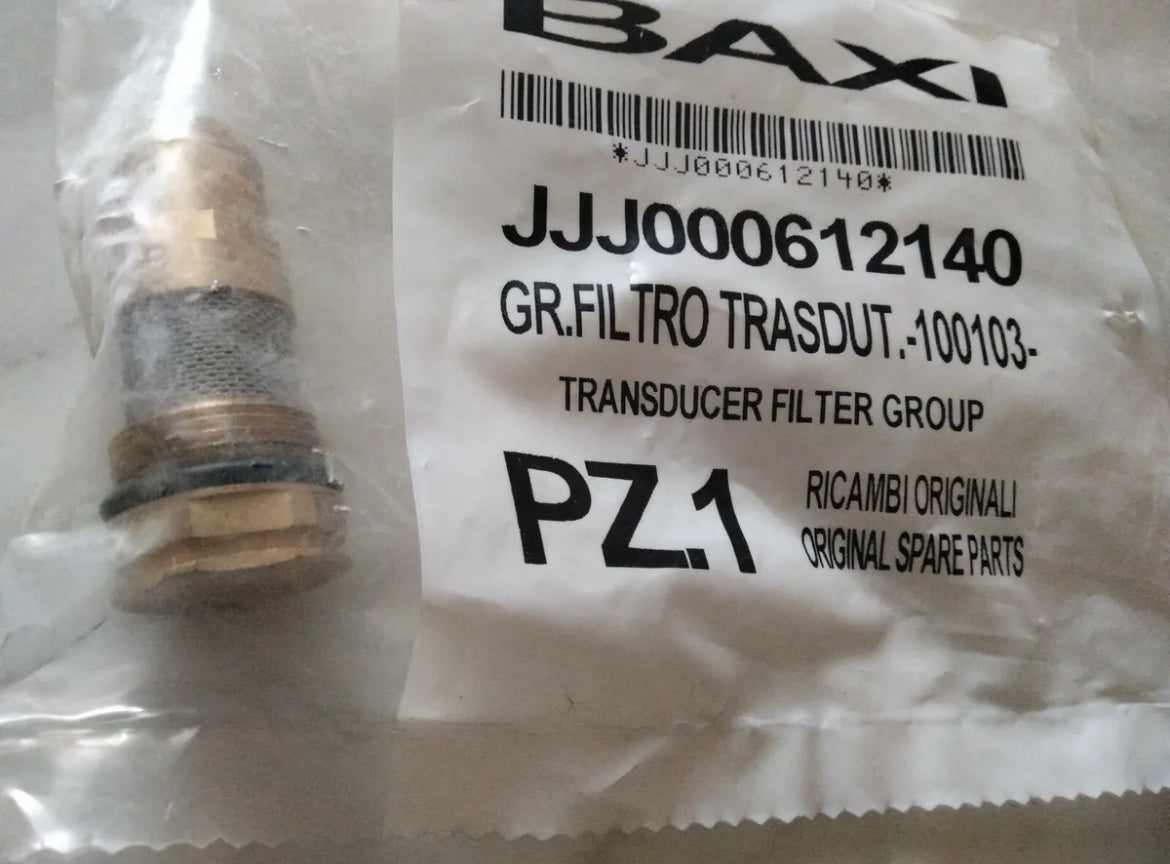 BAXI
*JJJ000612140*
JJJ000612140
GR.FILTRO TRASDUT.-100103-
TRANSDUCER FILTER GROUP
PZ.1
RICAMBI ORIGINALI
ORIGINAL SPARE PARTS